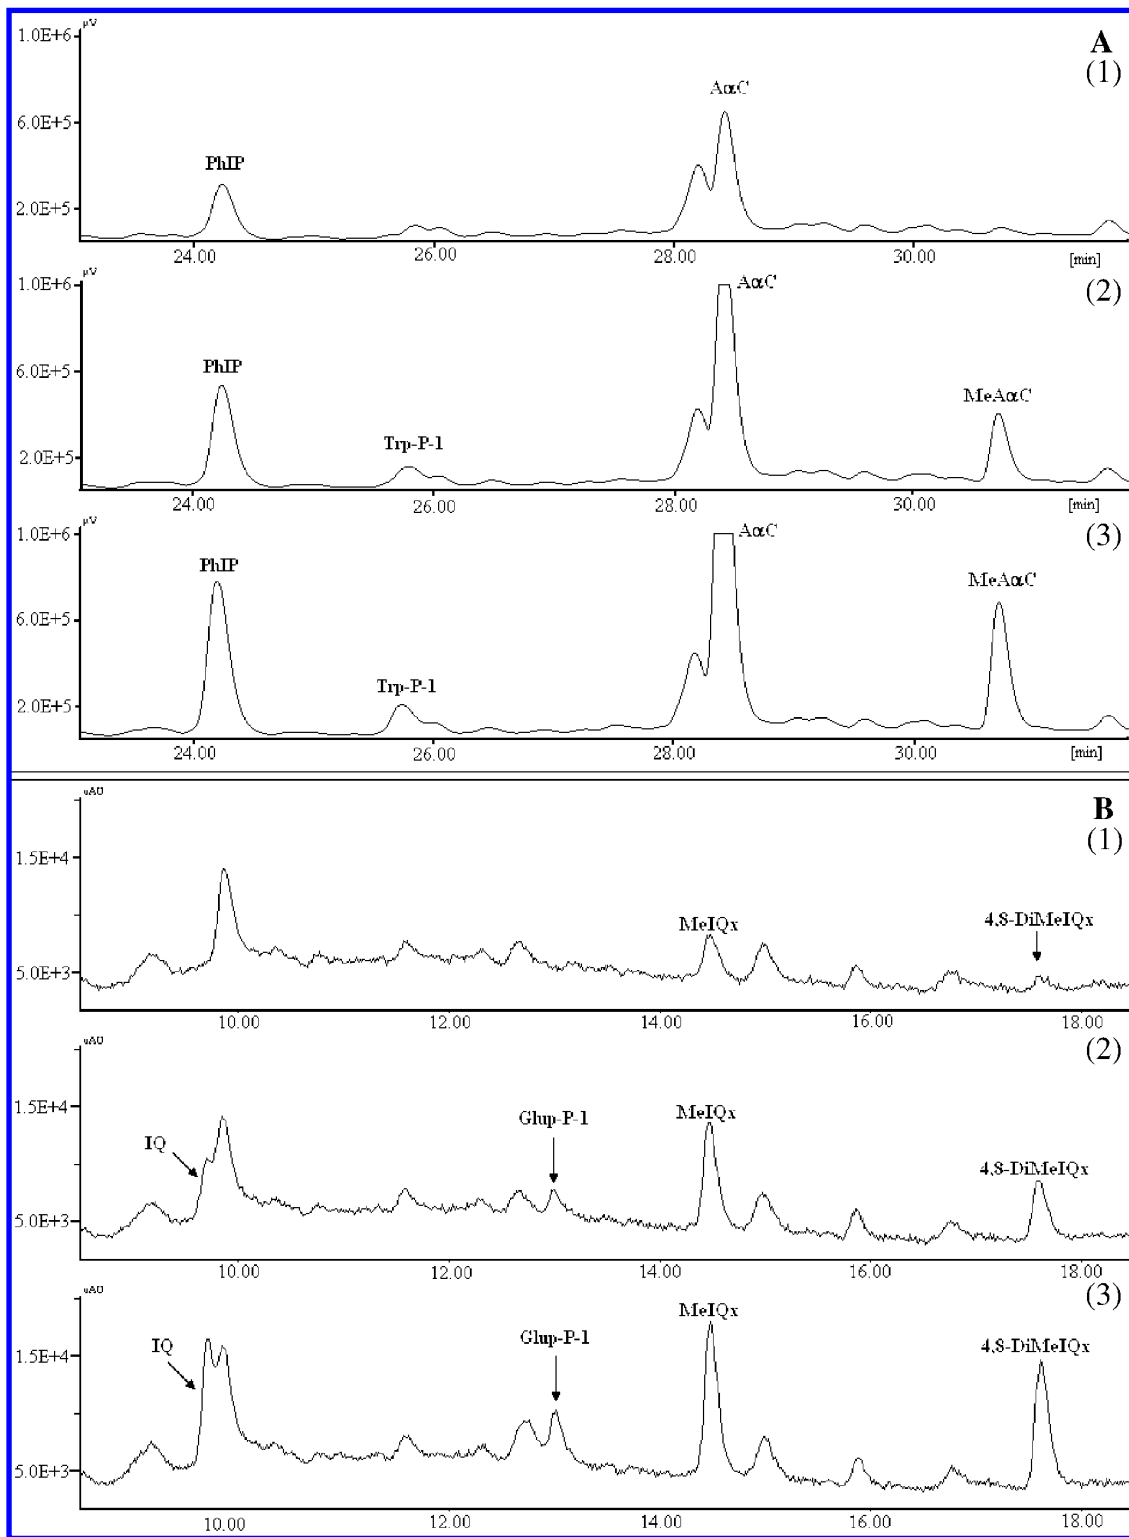 μV
1.0E+6
A
(1)
AαC
6.0E+5
PhIP
2.0E+5
24.00 26.00 28.00 30.00 [min]
μV
1.0E+6
AαC
(2)
PhIP
6.0E+5
MeAαC
Trp-P-1
2.0E+5
24.00 26.00 28.00 30.00 [min]
μV
1.0E+6
AαC
(3)
PhIP
MeAαC
6.0E+5
Trp-P-1
2.0E+5
24.00 26.00 28.00 30.00 [min]
uAU
B
(1)
1.5E+4
MeIQx 4,8-DiMeIQx
5.0E+3
10.00 12.00 14.00 16.00 18.00
uAU
(2)
1.5E+4
IQ Glup-P-1 MeIQx
4,8-DiMeIQx
5.0E+3
10.00 12.00 14.00 16.00 18.00
uAU
(3)
MeIQx
IQ Glup-P-1 4,8-DiMeIQx
1.5E+4
5.0E+3
10.00 12.00 14.00 16.00 18.00